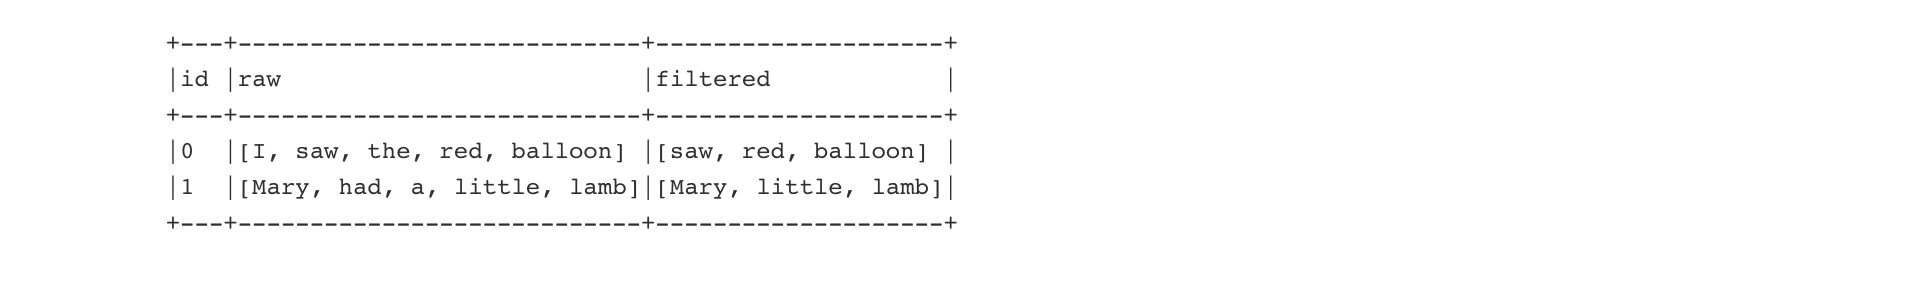 +---+----------------------------+--------------------+
|id |raw                         |filtered            |
+---+----------------------------+--------------------+
|0  |[I, saw, the, red, balloon] |[saw, red, balloon] |
|1  |[Mary, had, a, little, lamb]|[Mary, little, lamb]|
+---+----------------------------+--------------------+